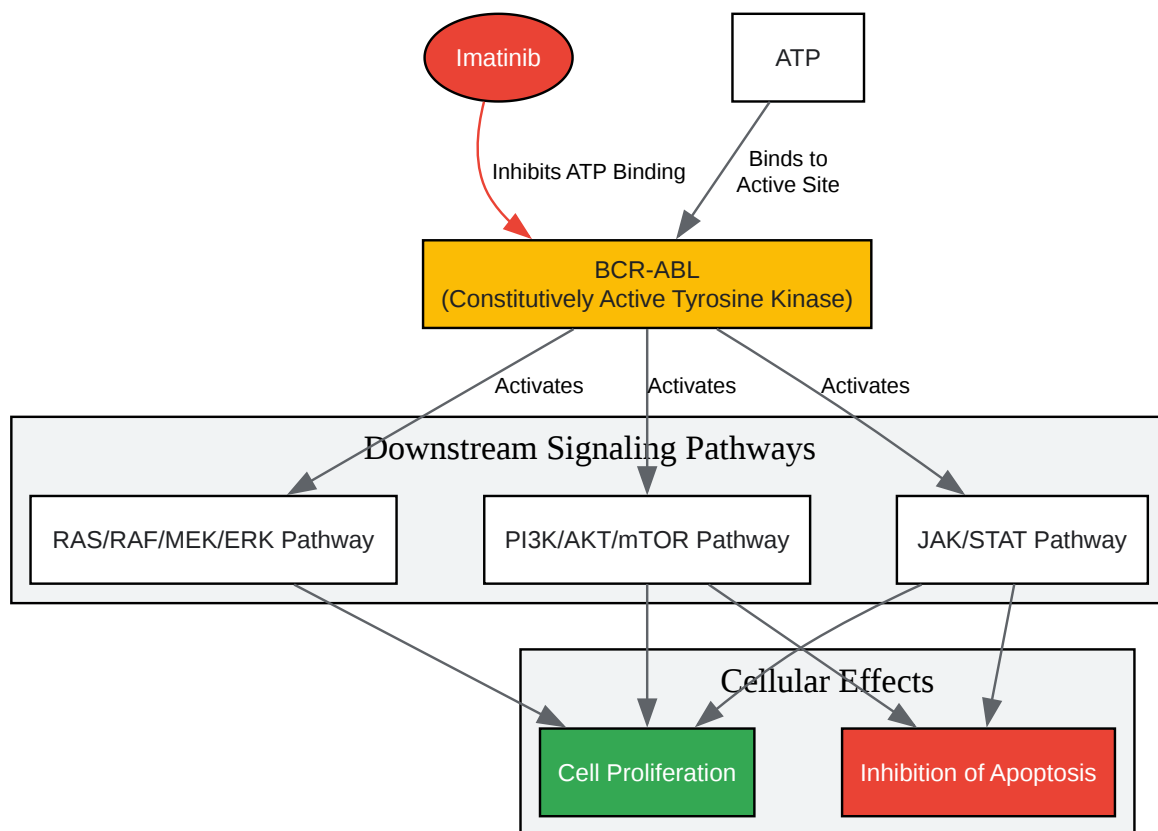 Imatinib
ATP
Inhibits ATP Binding
Binds to
Active Site
BCR-ABL
(Constitutively Active Tyrosine Kinase)
Activates
Activates
Activates
Downstream Signaling Pathways
RAS/RAF/MEK/ERK Pathway
PI3K/AKT/mTOR Pathway
JAK/STAT Pathway
Cellular Effects
Cell Proliferation
Inhibition of Apoptosis